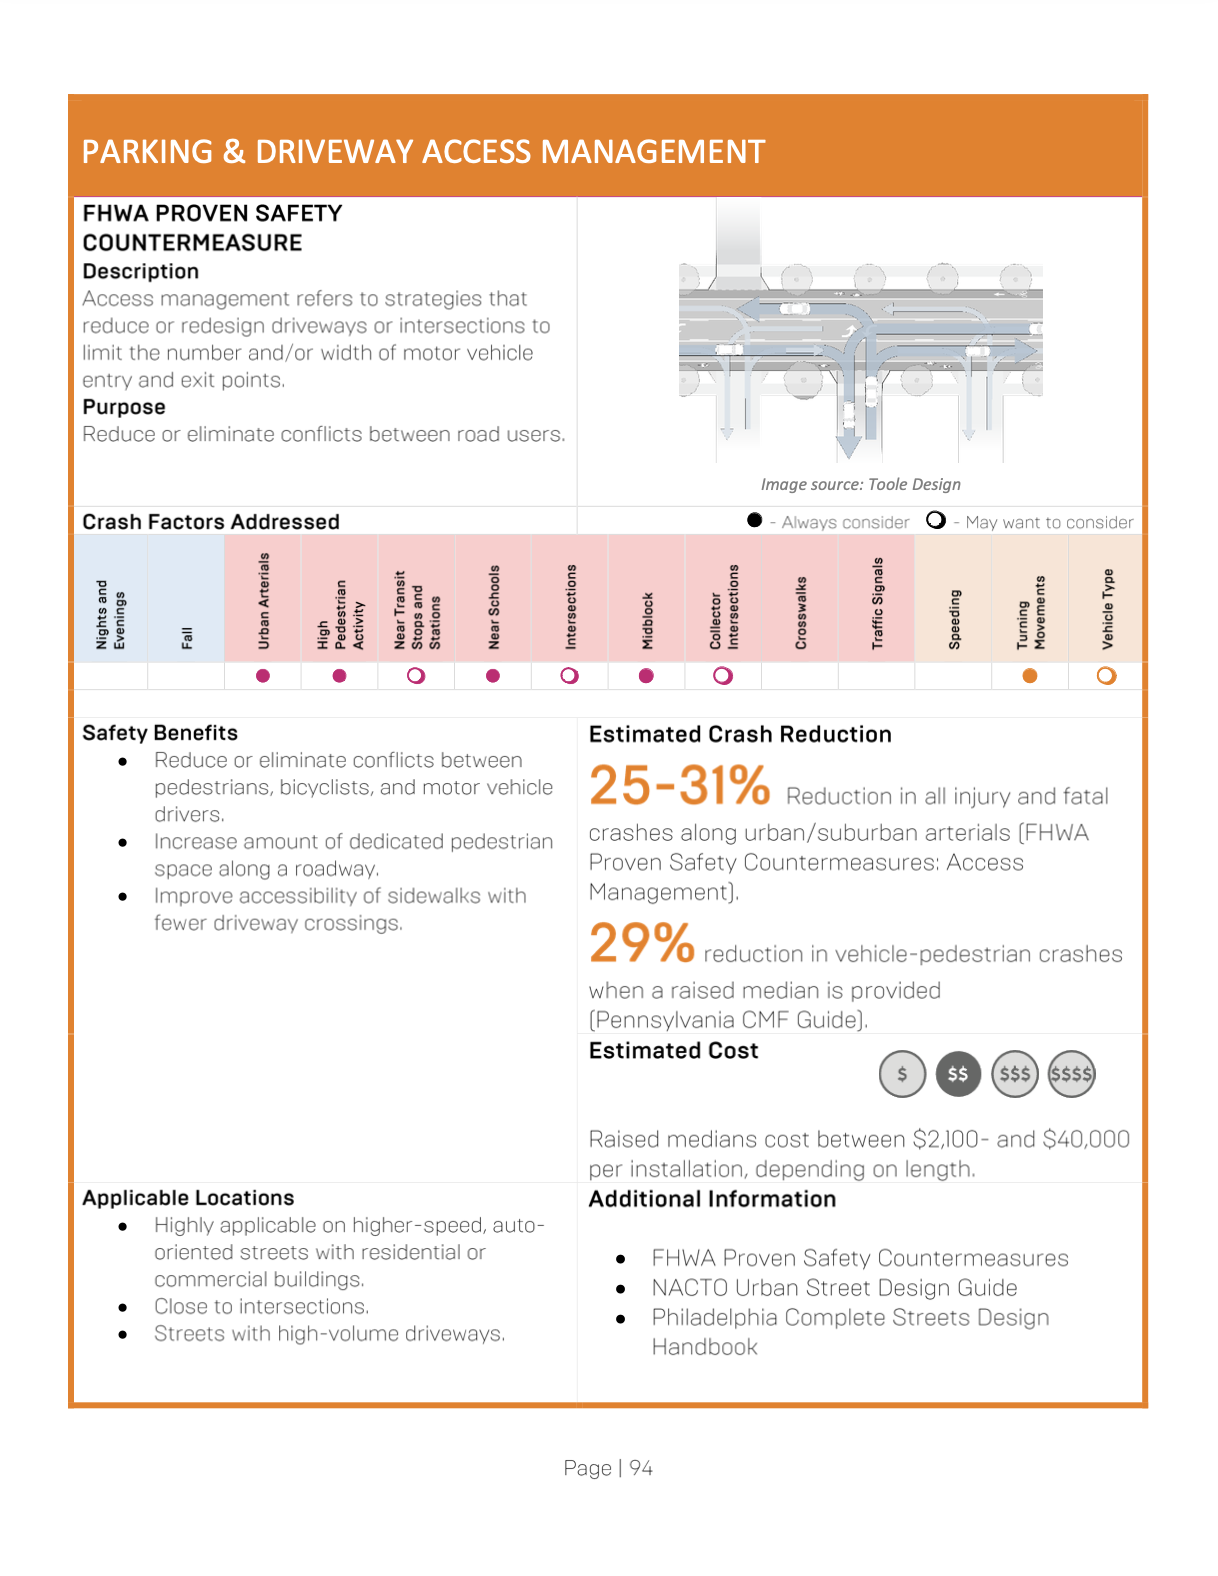 PARKING & DRIVEWAY ACCESS MANAGEMENT
FHWA PROVEN SAFETY
COUNTERMEASURE
Description
Access management refers to strategies that
reduce or redesign driveways or intersections to
limit the number and/or width of motor vehicle
entry and exit points.
Purpose
Reduce or eliminate conflicts between road users.
Image source: Toole Design
Crash Factors Addressed
- Always consider
- May want to consider
Nights and
Evenings
Fall
Urban Arterials
High
Pedestrian
Activity
Near Transit
Stops and
Stations
Near Schools
Intersections
Midblock
Collector
Intersections
Crosswalks
Traffic Signals
Speeding
Turning
Movements
Vehicle Type
Safety Benefits
Reduce or eliminate conflicts between
pedestrians, bicyclists, and motor vehicle
drivers.
Increase amount of dedicated pedestrian
space along a roadway.
Improve accessibility of sidewalks with
fewer driveway crossings.
Estimated Crash Reduction
25-31% Reduction in all injury and fatal
crashes along urban/suburban arterials (FHWA
Proven Safety Countermeasures: Access
Management).
29% reduction in vehicle-pedestrian crashes
when a raised median is provided
(Pennsylvania CMF Guide).
Estimated Cost
$ $$ $$$ $$$$
Raised medians cost between $2,100- and $40,000
per installation, depending on length.
Applicable Locations
Highly applicable on higher-speed, auto-
oriented streets with residential or
commercial buildings.
Close to intersections.
Streets with high-volume driveways.
Additional Information
FHWA Proven Safety Countermeasures
NACTO Urban Street Design Guide
Philadelphia Complete Streets Design
Handbook
Page | 94